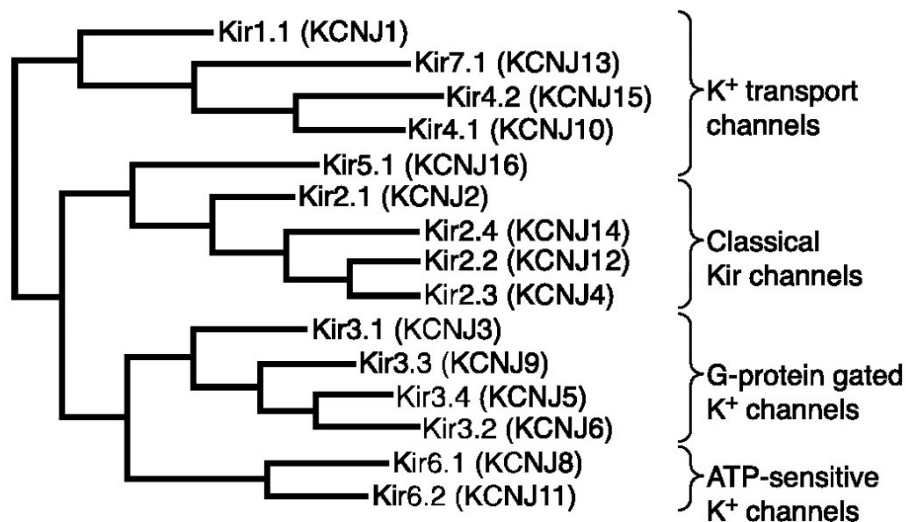 Kir1.1 (KCNJ1)
Kir7.1 (KCNJ13)
Kir4.2 (KCNJ15)
Kir4.1 (KCNJ10)
Kir5.1 (KCNJ16)
K⁺ transport
channels
Kir2.1 (KCNJ2)
Kir2.4 (KCNJ14)
Kir2.2 (KCNJ12)
Kir2.3 (KCNJ4)
Classical
Kir channels
Kir3.1 (KCNJ3)
Kir3.3 (KCNJ9)
Kir3.4 (KCNJ5)
Kir3.2 (KCNJ6)
G-protein gated
K⁺ channels
Kir6.1 (KCNJ8)
Kir6.2 (KCNJ11)
ATP-sensitive
K⁺ channels